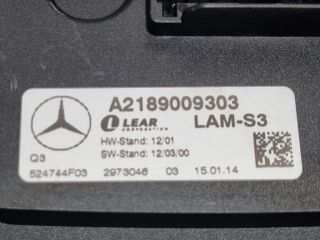 A2189009303
LEAR LAM-S3
CORPORATION
HW-Stand: 12/01
SW-Stand: 12/03/00
Q3
524744F03 2973046 03 15.01.14